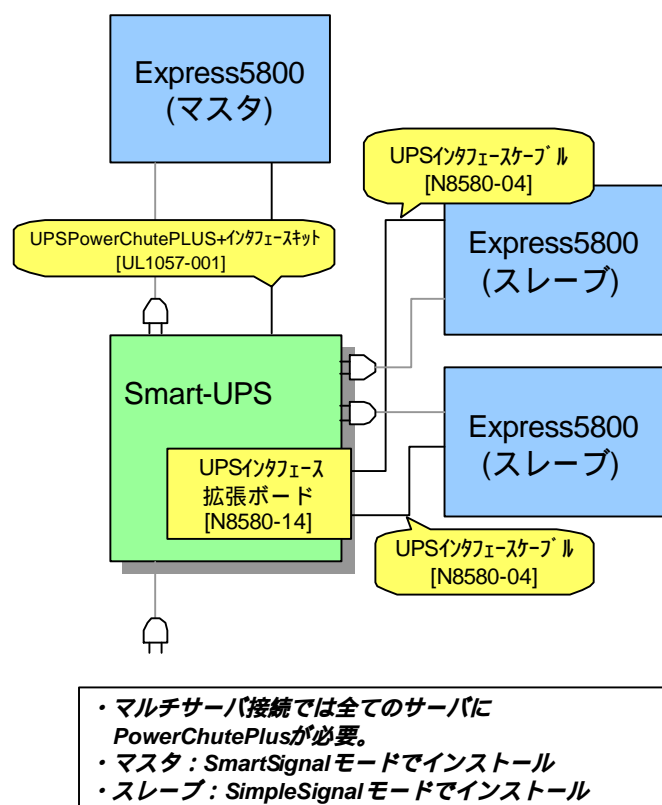 Express5800
(マスタ)
UPSインタフェースケーブル
[N8580-04]
UPSPowerChutePLUS+インタフェースキット
[UL1057-001]
Express5800
(スレーブ)
Smart-UPS
Express5800
(スレーブ)
UPSインタフェース
拡張ボード
[N8580-14]
UPSインタフェースケーブル
[N8580-04]
・マルチサーバ接続では全てのサーバに
PowerChutePlusが必要。
・マスタ：SmartSignalモードでインストール
・スレーブ：SimpleSignalモードでインストール